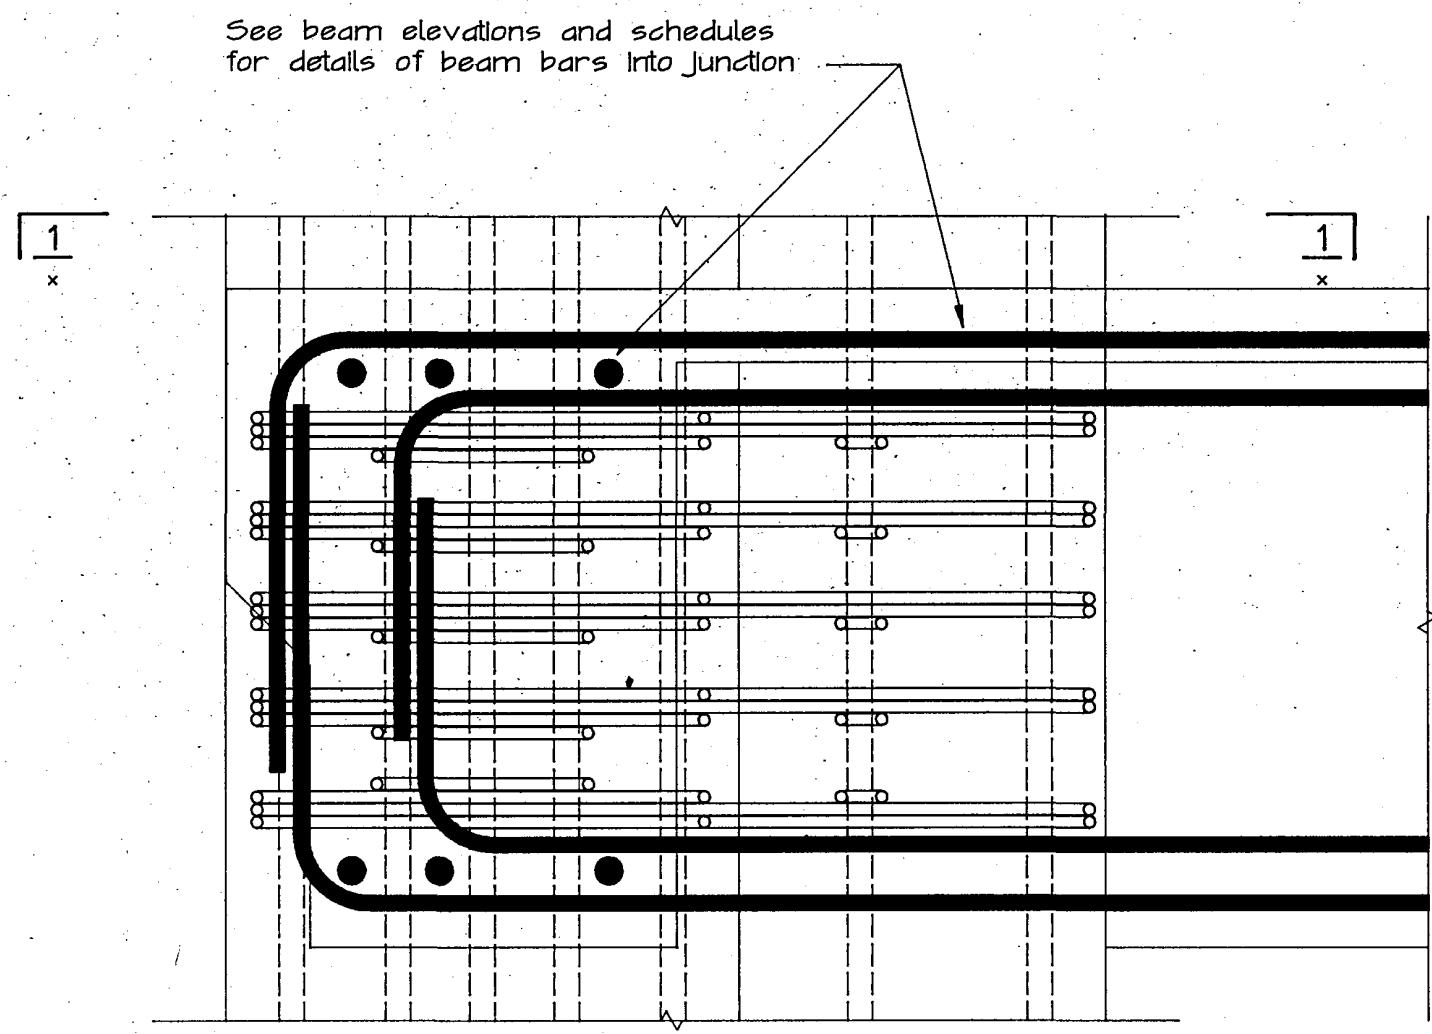 See beam elevations and schedules
for details of beam bars into junction
1
x
1
x